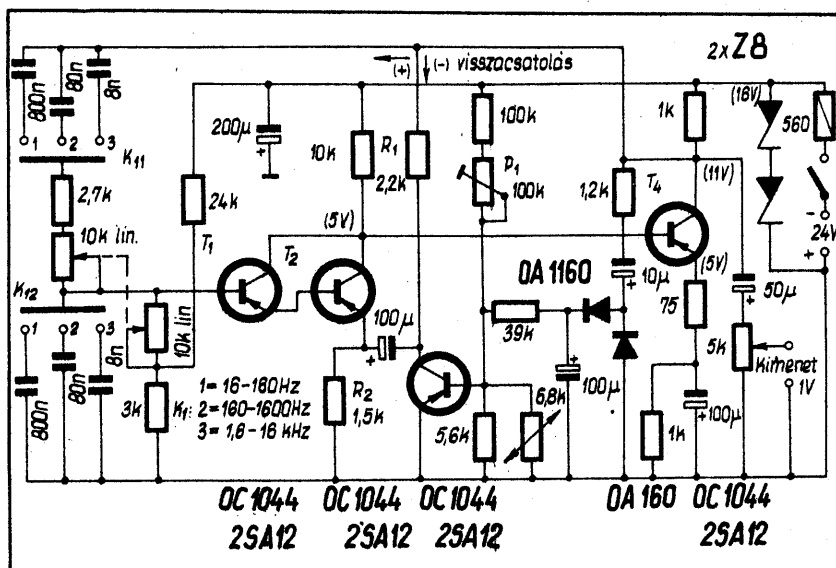 (+)
(-) visszacsatolás
2xZ8
800n
80n
8n
1
2
3
K11
200µ
+
10k
R1
2,2k
100k
P1
100k
1k
(16V)
560
2,7k
24k
10k lin.
T1
T2
(5V)
1,2k
T4
(11V)
-
24V
+
K12
1
2
3
8n
80n
800n
10k lin
3k
100µ
+
OA1160
39k
10µ
+
(5V)
75
50µ
+
5k
Kimenet
1V
1=16-160Hz
K1: 2=160-1600Hz
3=1,6-16 kHz
R2
1,5k
5,6k
6,8k
+
100µ
1k
+
100µ
OC1044 OC1044 OC1044 OA160 OC1044
2SA12 2SA12 2SA12 2SA12